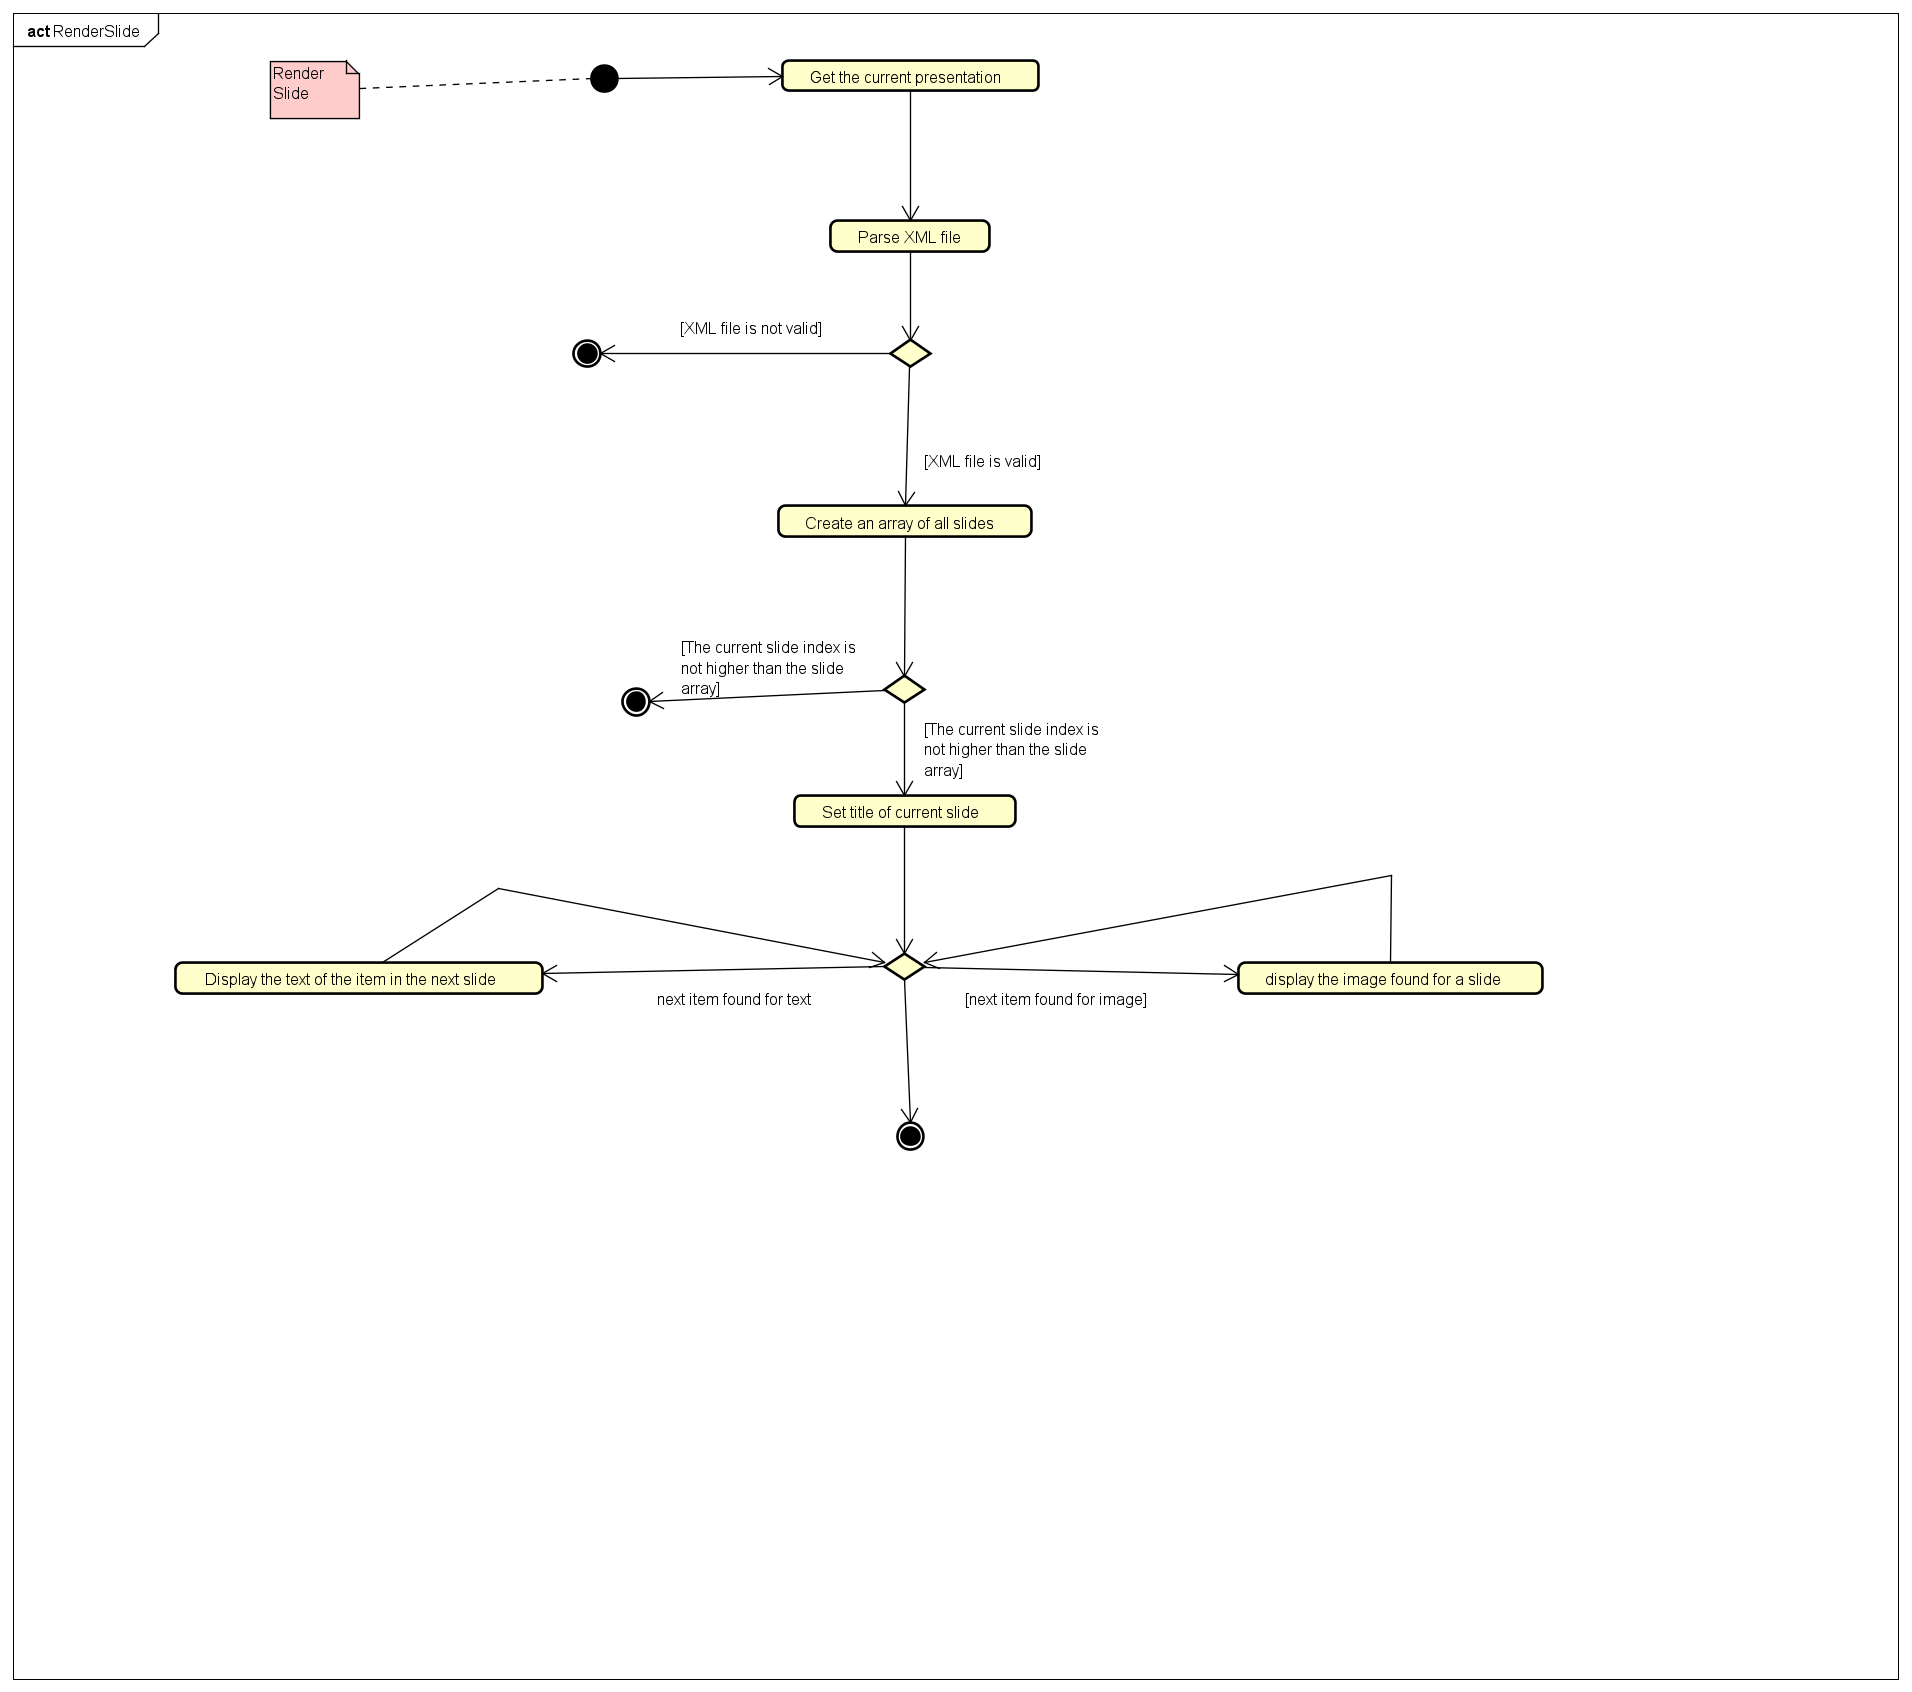 act RenderSlide
Render
Slide
Get the current presentation
Parse XML file
[XML file is not valid]
[XML file is valid]
Create an array of all slides
[The current slide index is
not higher than the slide
array]
[The current slide index is
not higher than the slide
array]
Set title of current slide
Display the text of the item in the next slide
display the image found for a slide
next item found for text
[next item found for image]